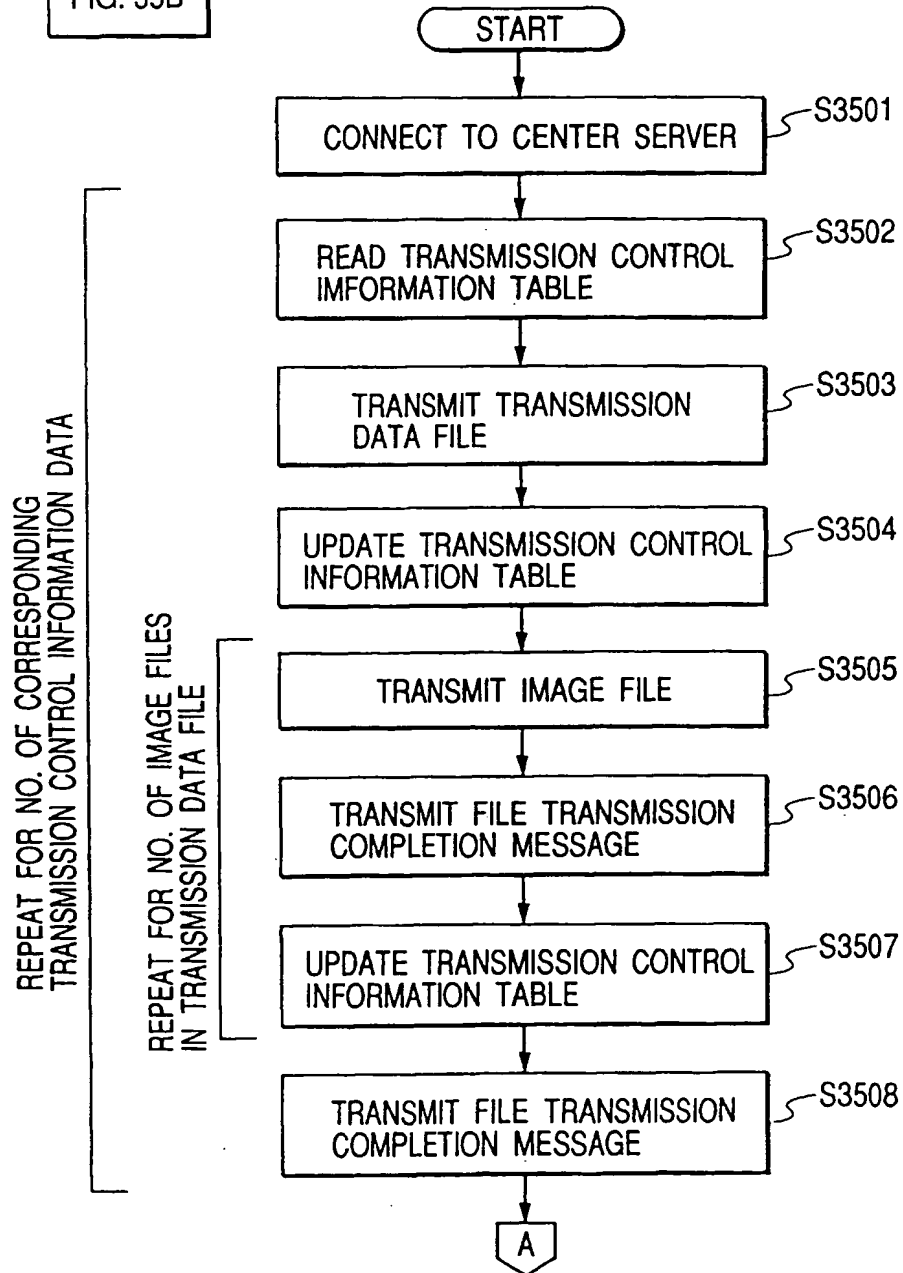 FIG. 35B
START
CONNECT TO CENTER SERVER
S3501
READ TRANSMISSION CONTROL
IMFORMATION TABLE
S3502
TRANSMIT TRANSMISSION
DATA FILE
S3503
UPDATE TRANSMISSION CONTROL
INFORMATION TABLE
S3504
TRANSMIT IMAGE FILE
S3505
TRANSMIT FILE TRANSMISSION
COMPLETION MESSAGE
S3506
UPDATE TRANSMISSION CONTROL
INFORMATION TABLE
S3507
TRANSMIT FILE TRANSMISSION
COMPLETION MESSAGE
S3508
A
REPEAT FOR NO. OF CORRESPONDING
TRANSMISSION CONTROL INFORMATION DATA
REPEAT FOR NO. OF IMAGE FILES
IN TRANSMISSION DATA FILE